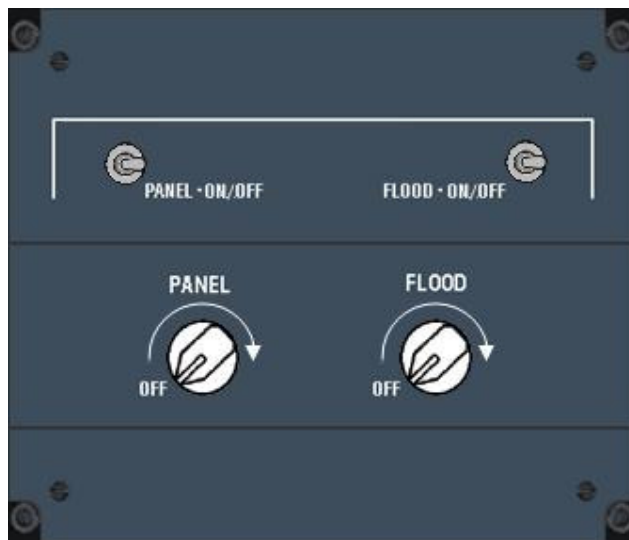 PANEL · ON/OFF
FLOOD · ON/OFF
PANEL
FLOOD
OFF
OFF